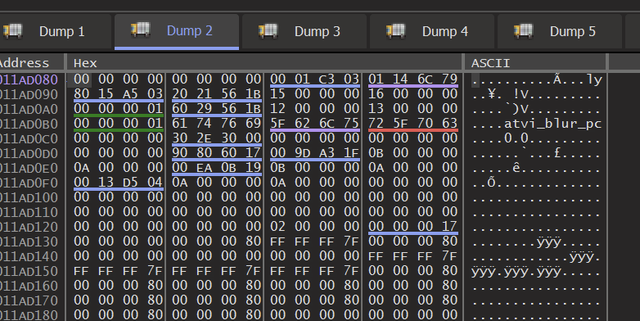 Dump 1 Dump 2 Dump 3 Dump 4 Dump 5
Address Hex ASCII
011AD080 00 00 00 00 00 00 00 00 00 01 C3 03 01 14 6C 79 ..........Ã...ly
011AD090 80 15 A5 03 20 21 56 1B 15 00 00 00 16 00 00 00 ..¥. !V.........
011AD0A0 00 00 00 01 60 29 56 1B 12 00 00 00 13 00 00 00 ....`)V.........
011AD0B0 00 00 00 01 61 74 76 69 5F 62 6C 75 72 5F 70 63 ....atvi_blur_pc
011AD0C0 00 00 00 00 30 2E 30 00 00 00 00 00 00 00 00 00 ....0.0.........
011AD0D0 00 00 00 00 90 80 60 17 00 9D A3 1F 0B 00 00 00 ......`...£.....
011AD0E0 0A 00 00 00 00 EA 0B 19 0B 00 00 00 0A 00 00 00 .....ê..........
011AD0F0 00 13 D5 04 0A 00 00 00 0A 00 00 00 00 00 00 00 ..Õ.............
011AD100 00 00 00 00 00 00 00 00 00 00 00 00 00 00 00 00 ................
011AD110 00 00 00 00 00 00 00 00 00 00 00 00 00 00 00 00 ................
011AD120 00 00 00 00 00 00 00 00 02 00 00 00 00 00 00 17 ................
011AD130 00 00 00 00 00 00 00 80 FF FF FF 7F 00 00 00 80 ........ÿÿÿ.....
011AD140 00 00 00 00 00 00 00 00 00 00 00 00 FF FF FF 7F ............ÿÿÿ.
011AD150 FF FF FF 7F FF FF FF 7F FF FF FF 7F 00 00 00 80 ÿÿÿ.ÿÿÿ.ÿÿÿ.....
011AD160 00 00 00 80 00 00 00 80 00 00 00 80 00 00 00 80 ................
011AD170 00 00 00 80 00 00 00 80 00 00 00 80 00 00 00 80 ................
011AD180 00 00 00 80 00 00 00 80 00 00 00 80 00 00 00 80 ................